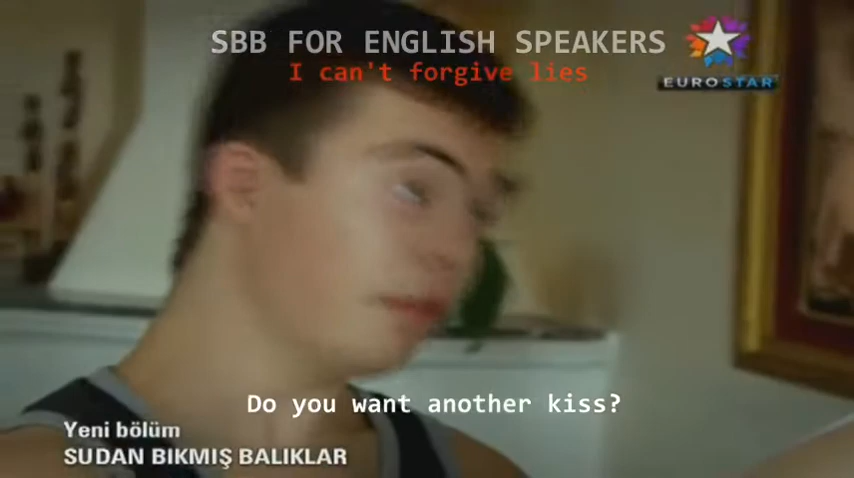 SBB FOR ENGLISH SPEAKERS
I can't forgive lies
EUROSTAR
Do you want another kiss?
Yeni bölüm
SUDAN BIKMIŞ BALIKLAR